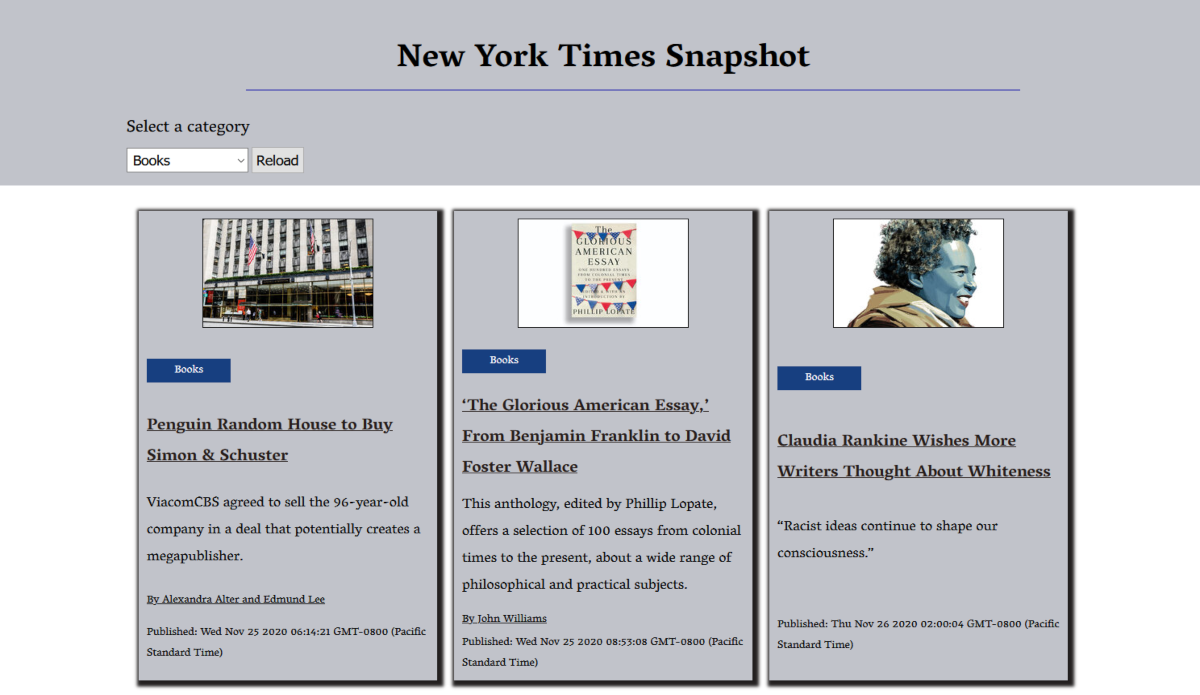 New York Times Snapshot
Select a category
Books
Reload
Books
Penguin Random House to Buy
Simon & Schuster
ViacomCBS agreed to sell the 96-year-old
company in a deal that potentially creates a
megapublisher.
By Alexandra Alter and Edmund Lee
Published: Wed Nov 25 2020 06:14:21 GMT-0800 (Pacific
Standard Time)
The
GLORIOUS
AMERICAN
ESSAY
ONE HUNDRED ESSAYS
FROM COLONIAL TIMES
TO THE PRESENT
INTRODUCTION BY
PHILLIP LOPATE
Books
‘The Glorious American Essay,’
From Benjamin Franklin to David
Foster Wallace
This anthology, edited by Phillip Lopate,
offers a selection of 100 essays from colonial
times to the present, about a wide range of
philosophical and practical subjects.
By John Williams
Published: Wed Nov 25 2020 08:53:08 GMT-0800 (Pacific
Standard Time)
Books
Claudia Rankine Wishes More
Writers Thought About Whiteness
“Racist ideas continue to shape our
consciousness.”
Published: Thu Nov 26 2020 02:00:04 GMT-0800 (Pacific
Standard Time)